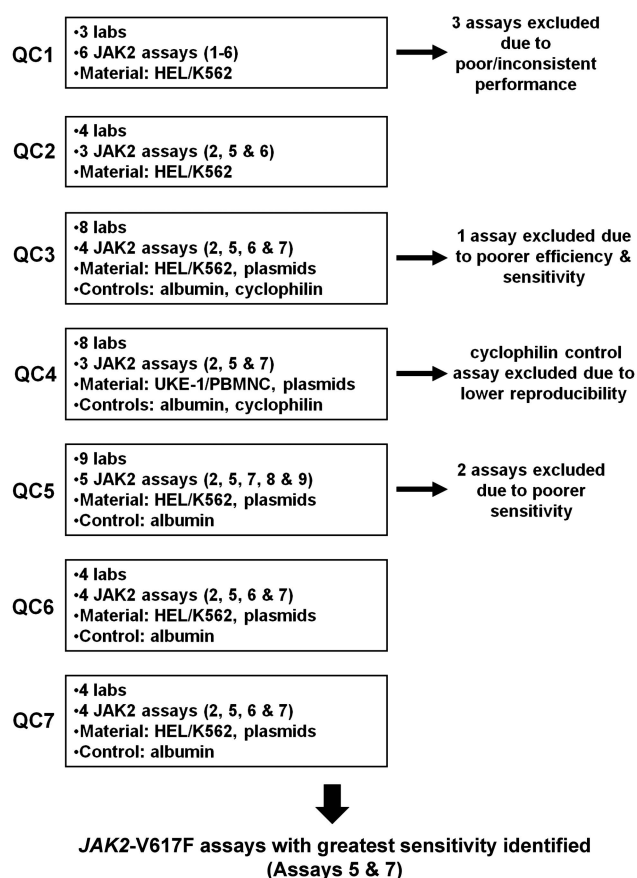 QC1
•3 labs
•6 JAK2 assays (1-6)
•Material: HEL/K562
3 assays excluded
due to
poor/inconsistent
performance
QC2
•4 labs
•3 JAK2 assays (2, 5 & 6)
•Material: HEL/K562
QC3
•8 labs
•4 JAK2 assays (2, 5, 6 & 7)
•Material: HEL/K562, plasmids
•Controls: albumin, cyclophilin
1 assay excluded due
to poorer efficiency &
sensitivity
QC4
•8 labs
•3 JAK2 assays (2, 5 & 7)
•Material: UKE-1/PBMNC, plasmids
•Controls: albumin, cyclophilin
cyclophilin control
assay excluded due to
lower reproducibility
QC5
•9 labs
•5 JAK2 assays (2, 5, 7, 8 & 9)
•Material: HEL/K562, plasmids
•Control: albumin
2 assays excluded
due to poorer
sensitivity
QC6
•4 labs
•4 JAK2 assays (2, 5, 6 & 7)
•Material: HEL/K562, plasmids
•Control: albumin
QC7
•4 labs
•4 JAK2 assays (2, 5, 6 & 7)
•Material: HEL/K562, plasmids
•Control: albumin
JAK2-V617F assays with greatest sensitivity identified
(Assays 5 & 7)